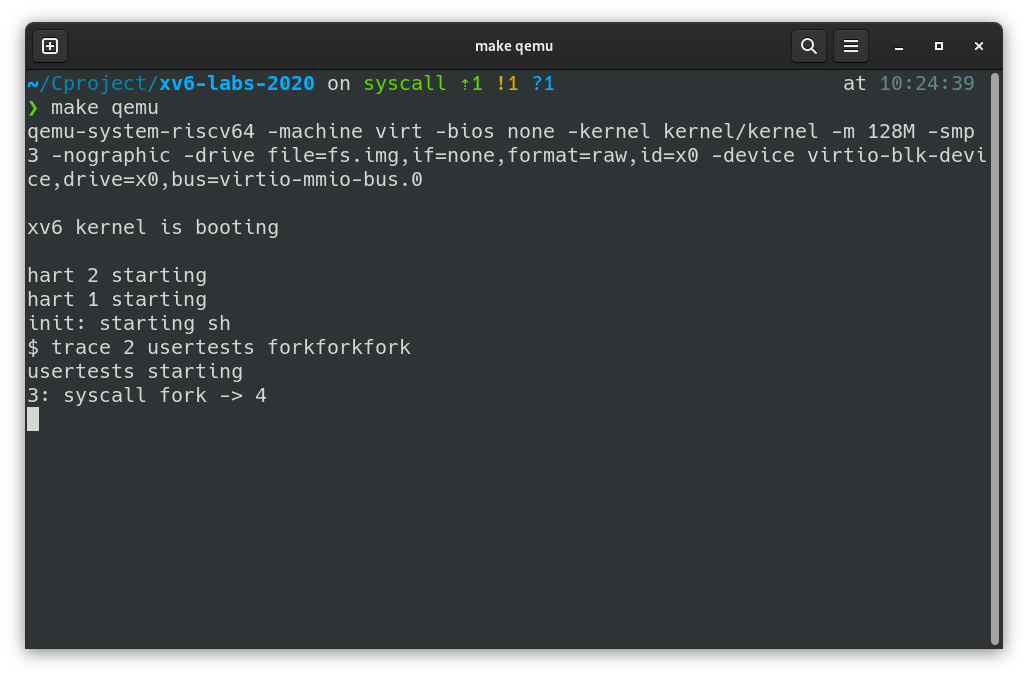 make qemu
~/Cproject/xv6-labs-2020 on syscall ⇡1 !1 ?1 at 10:24:39
❯ make qemu
qemu-system-riscv64 -machine virt -bios none -kernel kernel/kernel -m 128M -smp
3 -nographic -drive file=fs.img,if=none,format=raw,id=x0 -device virtio-blk-devi
ce,drive=x0,bus=virtio-mmio-bus.0
xv6 kernel is booting
hart 2 starting
hart 1 starting
init: starting sh
$ trace 2 usertests forkforkfork
usertests starting
3: syscall fork -> 4